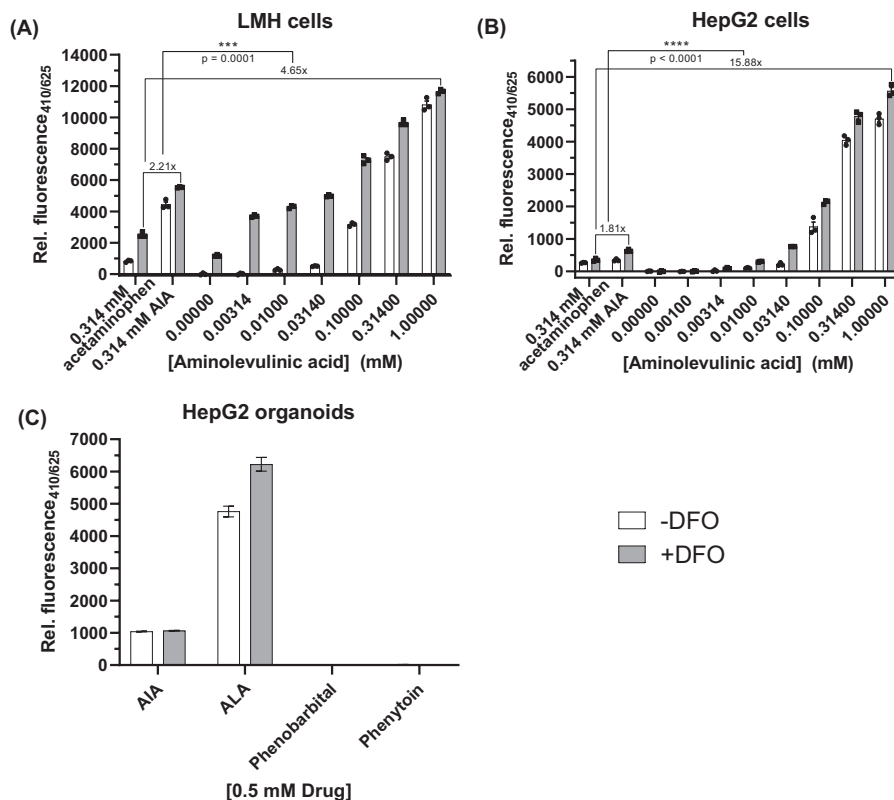 (A)
LMH cells
Rel. fluorescence410/625
14000
12000
10000
8000
6000
4000
2000
0
***
p = 0.0001
4.65x
2.21x
0.314 mM
acetaminophen
0.314 mM AIA
0.00000
0.00314
0.01000
0.03140
0.10000
0.31400
1.00000
[Aminolevulinic acid] (mM)
(B)
HepG2 cells
Rel. fluorescence410/625
6000
5000
4000
3000
2000
1000
0
****
p < 0.0001
15.88x
1.81x
0.314 mM
acetaminophen
0.314 mM AIA
0.00000
0.00100
0.00314
0.01000
0.03140
0.10000
0.31400
1.00000
[Aminolevulinic acid] (mM)
(C)
HepG2 organoids
Rel. fluorescence410/625
7000
6000
5000
4000
3000
2000
1000
0
AIA
ALA
Phenobarbital
Phenytoin
[0.5 mM Drug]
-DFO
+DFO